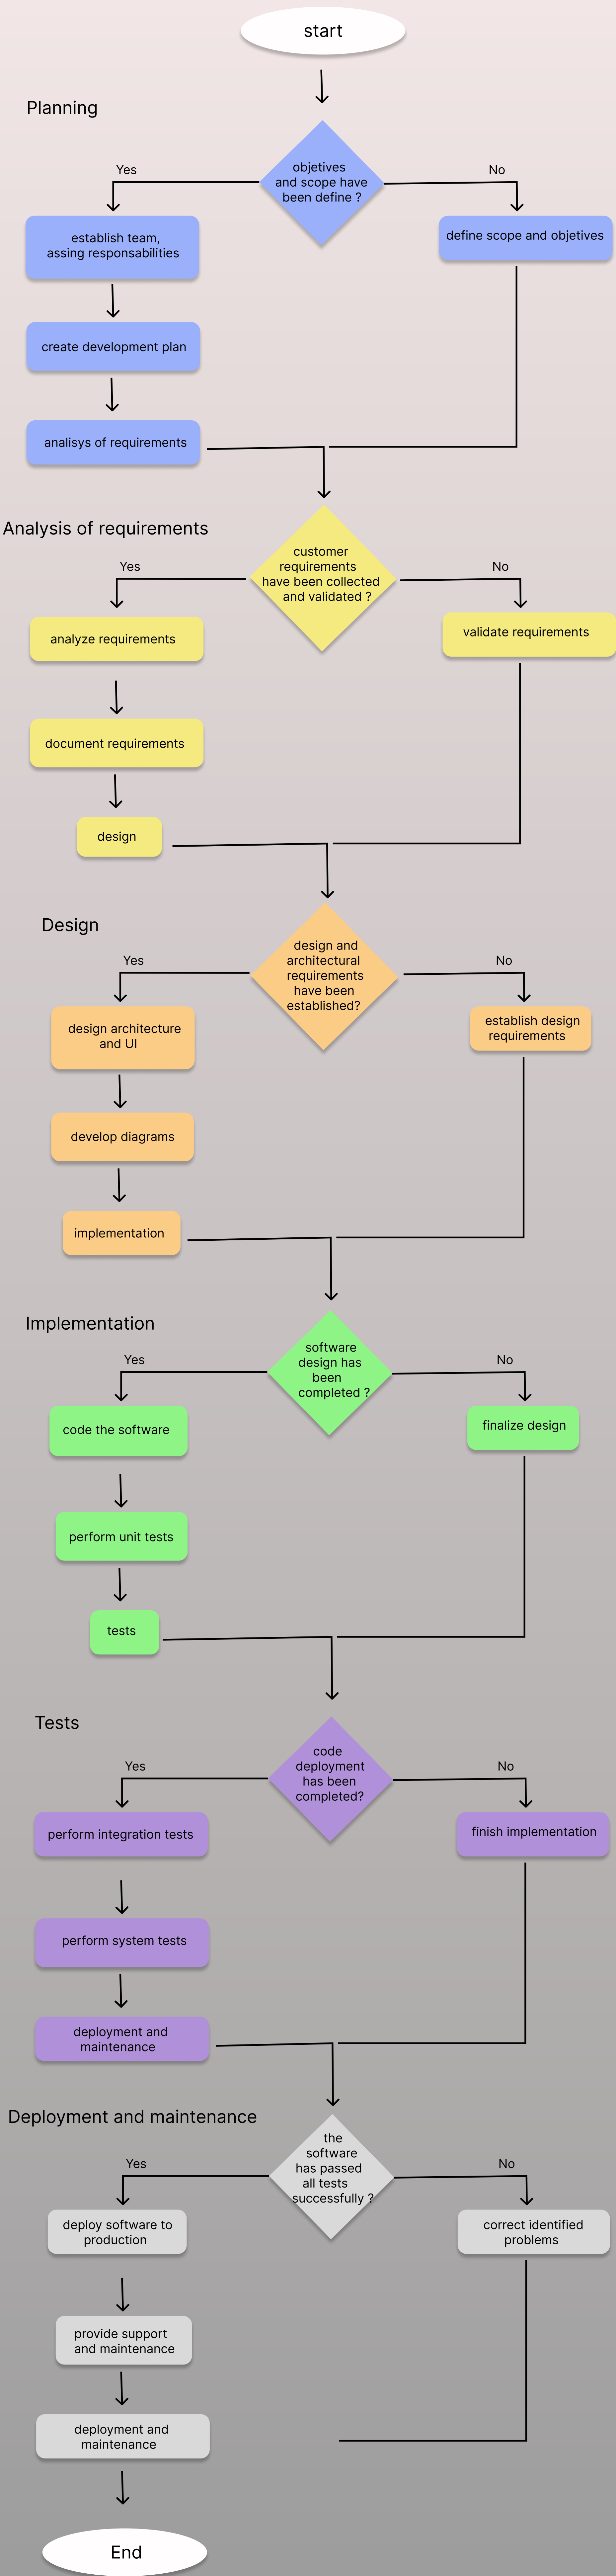 start
Planning
objetives
and scope have
been define ?
Yes
No
establish team,
assing responsabilities
define scope and objetives
create development plan
analisys of requirements
Analysis of requirements
customer
requirements
have been collected
and validated ?
Yes
No
analyze requirements
validate requirements
document requirements
design
Design
design and
architectural
requirements
have been
established?
Yes
No
design architecture
and UI
establish design
requirements
develop diagrams
implementation
Implementation
software
design has
been
completed ?
Yes
No
code the software
finalize design
perform unit tests
tests
Tests
code
deployment
has been
completed?
Yes
No
perform integration tests
finish implementation
perform system tests
deployment and
maintenance
Deployment and maintenance
the
software
has passed
all tests
successfully ?
Yes
No
deploy software to
production
correct identified
problems
provide support
and maintenance
deployment and
maintenance
End